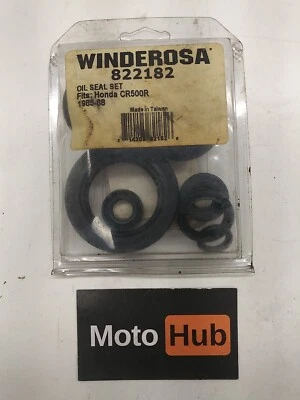 WINDEROSA
822182
OIL SEAL SET
Fits: Honda CR500R
1985-88
Made in Taiwan
Moto Hub